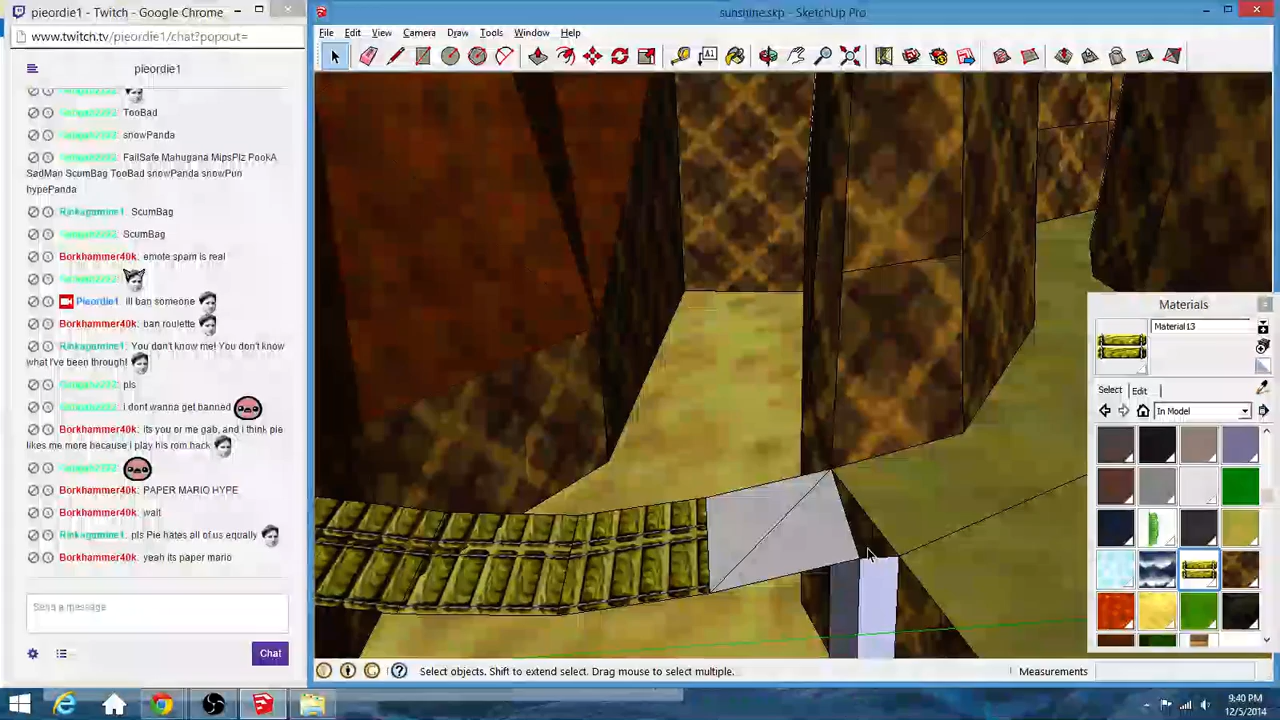 pieordie1 - Twitch - Google Chrome
www.twitch.tv/pieordie1/chat?popout=
pieordie1
TooBad
snowPanda
FailSafe Mahugana MipsPlz PookA
SadMan ScumBag TooBad snowPanda snowPun
hypePanda
ScumBag
ScumBag
Borkhammer40k: emote spam is real
Pieordie1: Ill ban someone
Borkhammer40k: ban roulette
You don't know me! You don't know
what I've been through!
pls
i dont wanna get banned
Borkhammer40k: its you or me gab, and i think pie
likes me more because i play his rom hack
Borkhammer40k: PAPER MARIO HYPE
Borkhammer40k: wait
pls Pie hates all of us equally
Borkhammer40k: yeah its paper mario
Send a message
Chat
sunshine.skp - SketchUp Pro
File Edit View Camera Draw Tools Window Help
A1
Materials
Material13
Select Edit
In Model
Select objects. Shift to extend select. Drag mouse to select multiple.
Measurements
9:40 PM
12/5/2014